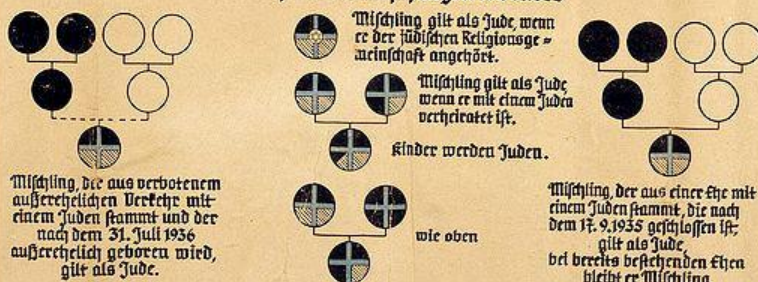 Mischling gilt als Jude, wenn
er der jüdischen Religionsge=
meinschaft angehört.
Mischling gilt als Jude
wenn er mit einem Juden
verheiratet ist.
Kinder werden Juden.
wie oben
Mischling, der aus verbotenem
außerehelichen Verkehr mit
einem Juden stammt und der
nach dem 31. Juli 1936
außerehelich geboren wird,
gilt als Jude.
Mischling, der aus einer Ehe mit
einem Juden stammt, die nach
dem 17.9.1935 geschlossen ist,
gilt als Jude,
bei bereits bestehenden Ehen
bleibt er Mischling